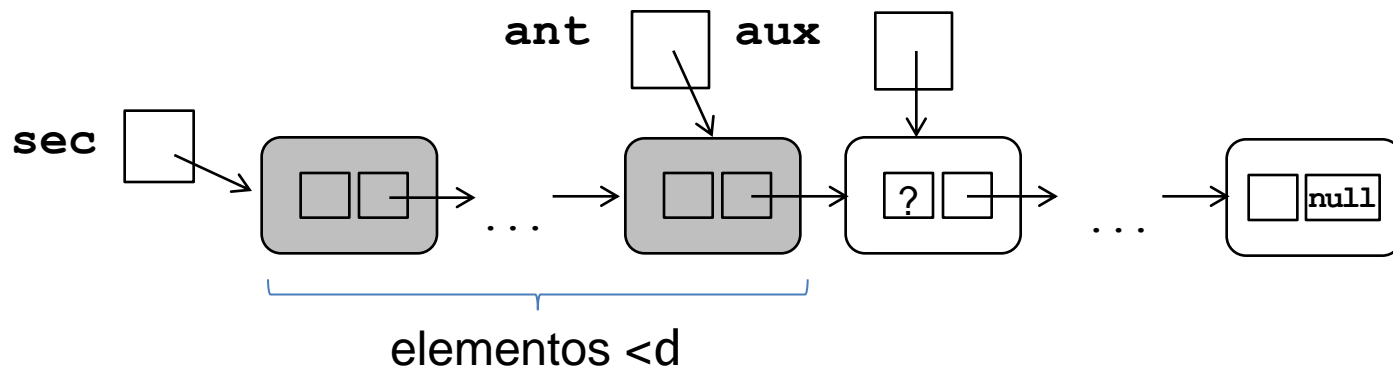 ant aux
sec
? null
... ...
elementos <d